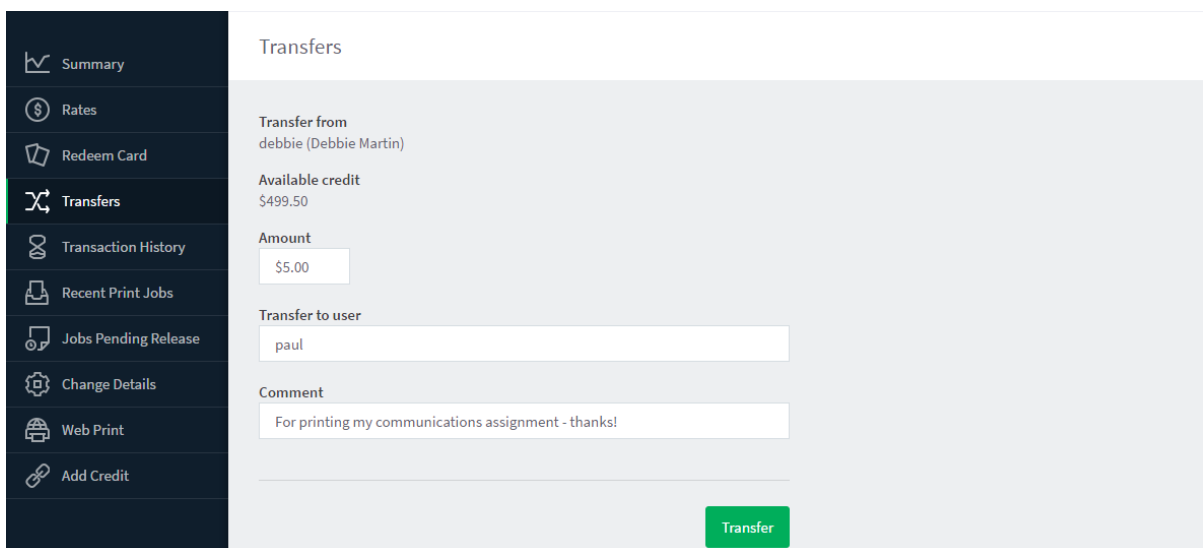 Summary
Rates
Redeem Card
Transfers
Transaction History
Recent Print Jobs
Jobs Pending Release
Change Details
Web Print
Add Credit
Transfers
Transfer from
debbie (Debbie Martin)
Available credit
$499.50
Amount
$5.00
Transfer to user
paul
Comment
For printing my communications assignment - thanks!
Transfer